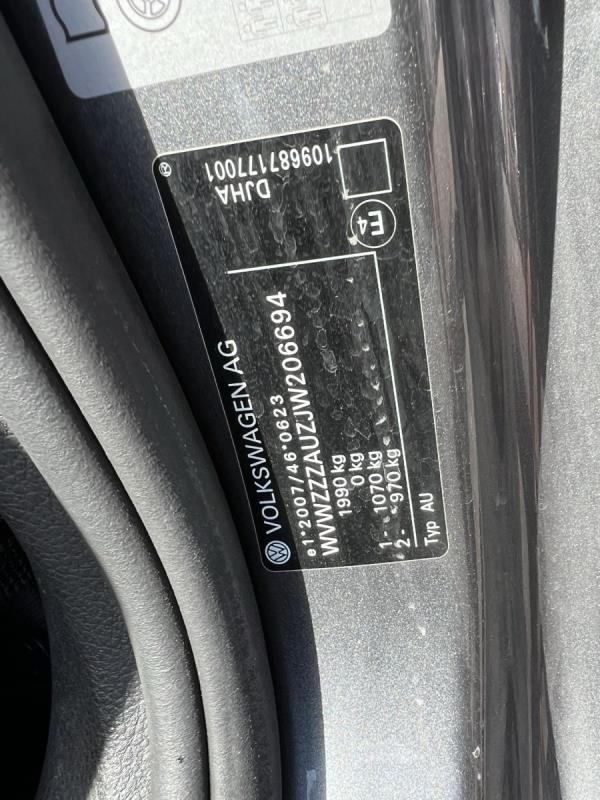 VOLKSWAGEN AG
e1*2007/46*0623
WVWZZZAUZJW206694
1990 kg
0 kg
1- 1070 kg
2- 970 kg
Typ AU
E4
DJHA
109687177001
®